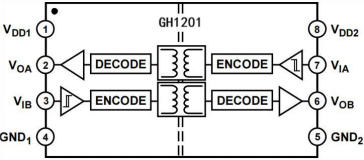 GH1201
VDD1 1 8 VDD2
VOA 2 DECODE ENCODE 7 VIA
VIB 3 ENCODE DECODE 6 VOB
GND1 4 5 GND2